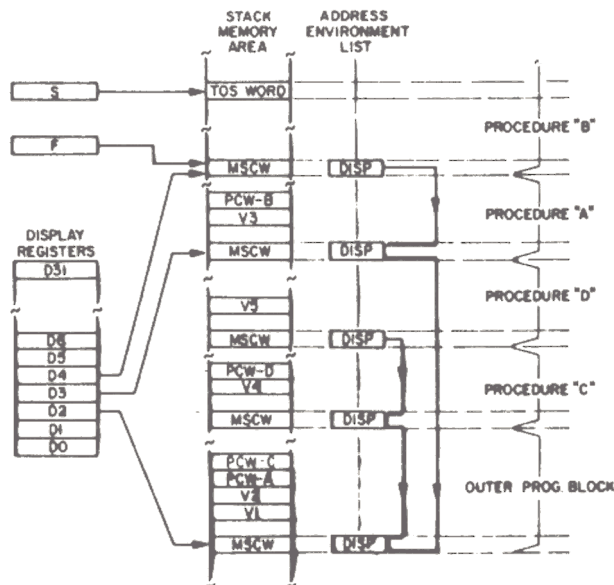 STACK
MEMORY
AREA
ADDRESS
ENVIRONMENT
LIST
S
TOS WORD
PROCEDURE "B"
F
MSCW
DISP
PCW-B
V3
PROCEDURE "A"
DISPLAY
REGISTERS
MSCW
DISP
D31
V5
PROCEDURE "D"
D6
D5
D4
D3
D2
D1
D0
MSCW
DISP
PCW-D
V4
PROCEDURE "C"
MSCW
DISP
PCW-C
PCW-A
V2
V1
OUTER PROG. BLOCK
MSCW
DISP